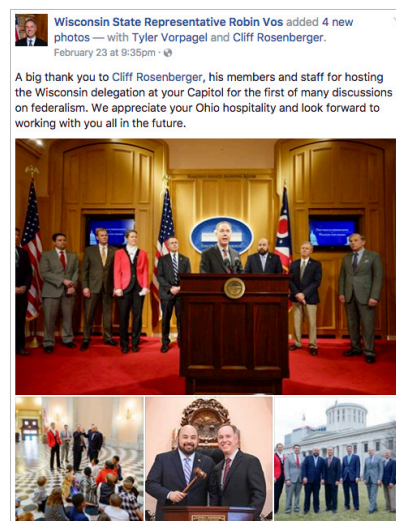 Wisconsin State Representative Robin Vos added 4 new
photos — with Tyler Vorpagel and Cliff Rosenberger.
February 23 at 9:35pm ·
A big thank you to Cliff Rosenberger, his members and staff for hosting
the Wisconsin delegation at your Capitol for the first of many discussions
on federalism. We appreciate your Ohio hospitality and look forward to
working with you all in the future.